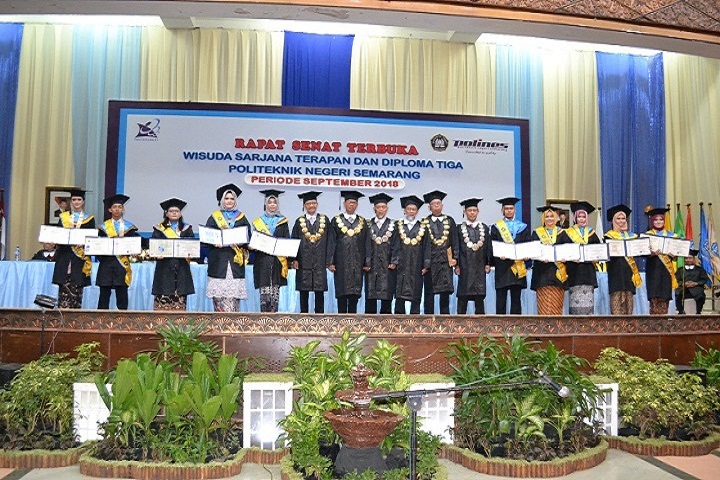 RAPAT SENAT TERBUKA
WISUDA SARJANA TERAPAN DAN DIPLOMA TIGA
POLITEKNIK NEGERI SEMARANG
PERIODE SEPTEMBER 2018
polines